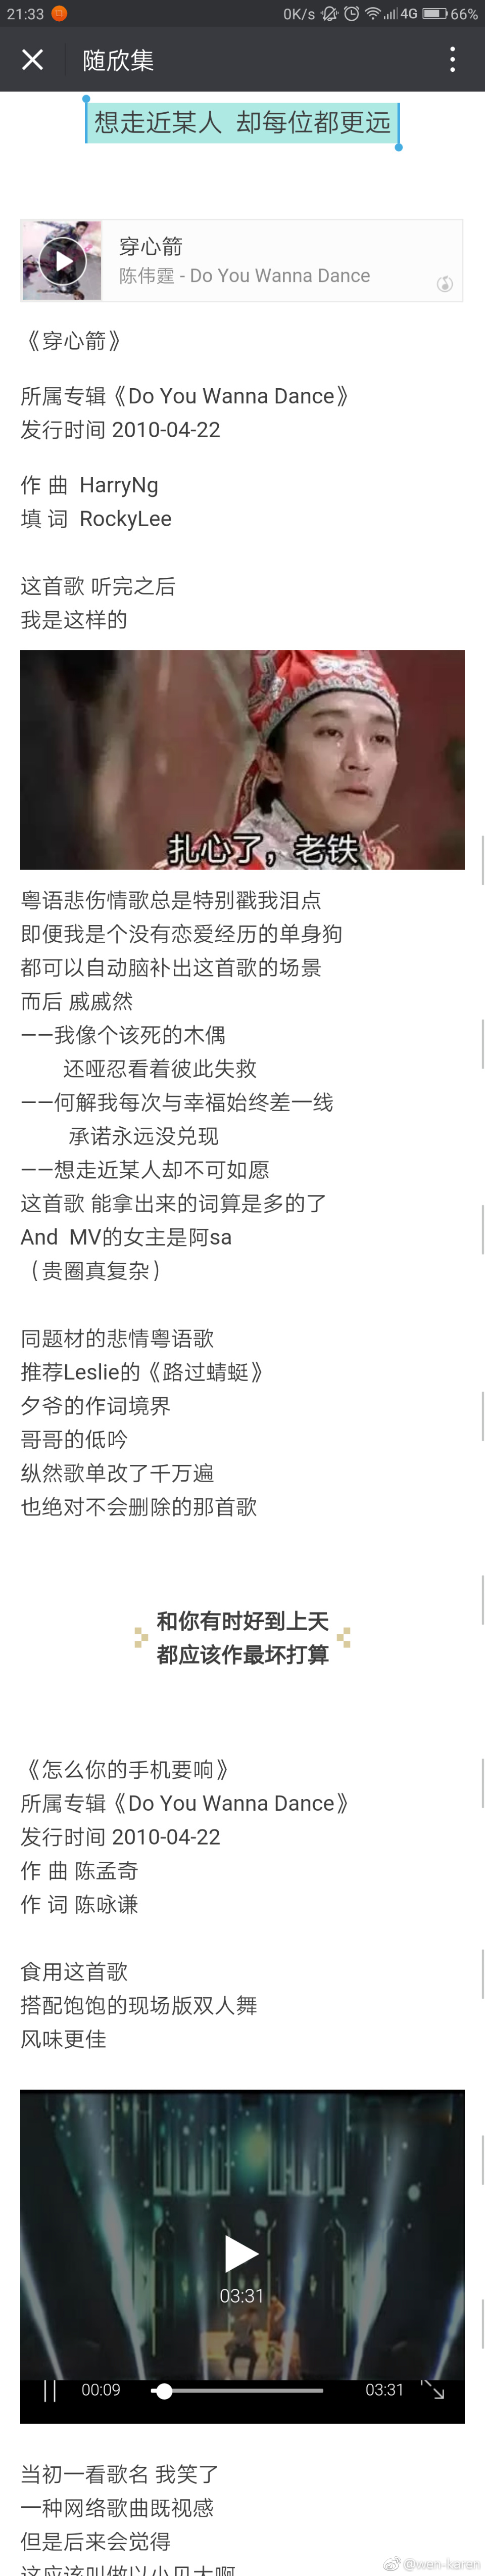 21:33 0K/s 4G 66%
随欣集
想走近某人 却每位都更远
穿心箭
陈伟霆 - Do You Wanna Dance
《穿心箭》
所属专辑《Do You Wanna Dance》
发行时间 2010-04-22
作 曲 HarryNg
填 词 RockyLee
这首歌 听完之后
我是这样的
扎心了，老铁
粤语悲伤情歌总是特别戳我泪点
即便我是个没有恋爱经历的单身狗
都可以自动脑补出这首歌的场景
而后 戚戚然
——我像个该死的木偶
还哑忍看着彼此失救
——何解我每次与幸福始终差一线
承诺永远没兑现
——想走近某人却不可如愿
这首歌 能拿出来的词算是多的了
And MV的女主是阿sa
（贵圈真复杂）
同题材的悲情粤语歌
推荐Leslie的《路过蜻蜓》
夕爷的作词境界
哥哥的低吟
纵然歌单改了千万遍
也绝对不会删除的那首歌
和你有时好到上天
都应该作最坏打算
《怎么你的手机要响》
所属专辑《Do You Wanna Dance》
发行时间 2010-04-22
作 曲 陈孟奇
作 词 陈咏谦
食用这首歌
搭配饱饱的现场版双人舞
风味更佳
03:31
00:09 03:31
当初一看歌名 我笑了
一种网络歌曲既视感
但是后来会觉得
这应该叫做以小见大啊
@wen-karen